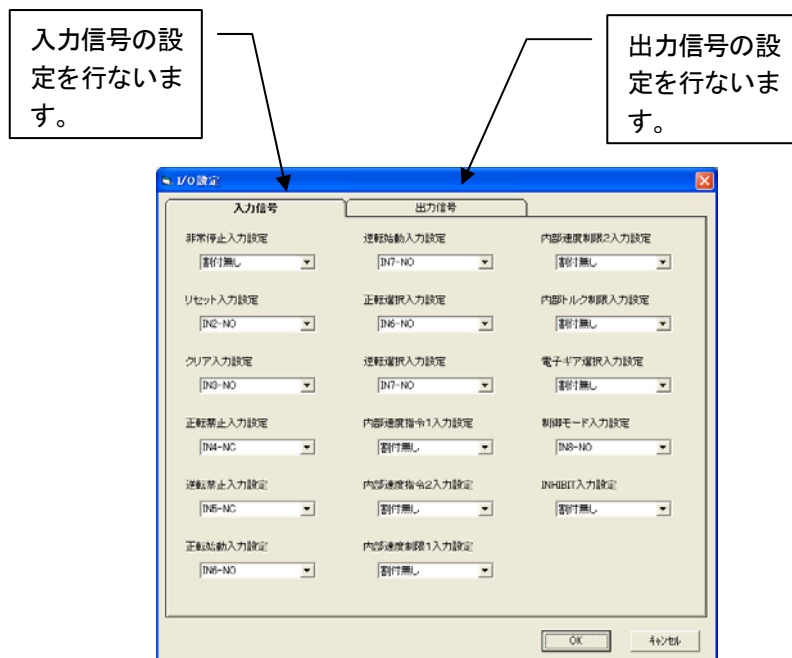 入力信号の設
定を行ないま
す。
出力信号の設
定を行ないま
す。
I/O設定
入力信号
出力信号
非常停止入力設定
割付無し
リセット入力設定
IN2-NO
クリア入力設定
IN3-NO
正転禁止入力設定
IN4-NC
逆転禁止入力設定
IN5-NC
正転始動入力設定
IN6-NO
逆転始動入力設定
IN7-NO
正転選択入力設定
IN6-NO
逆転選択入力設定
IN7-NO
内部速度指令1入力設定
割付無し
内部速度指令2入力設定
割付無し
内部速度制限1入力設定
割付無し
内部速度制限2入力設定
割付無し
内部トルク制限入力設定
割付無し
電子ギア選択入力設定
割付無し
制御モード入力設定
IN8-NO
INHIBIT入力設定
割付無し
OK
キャンセル